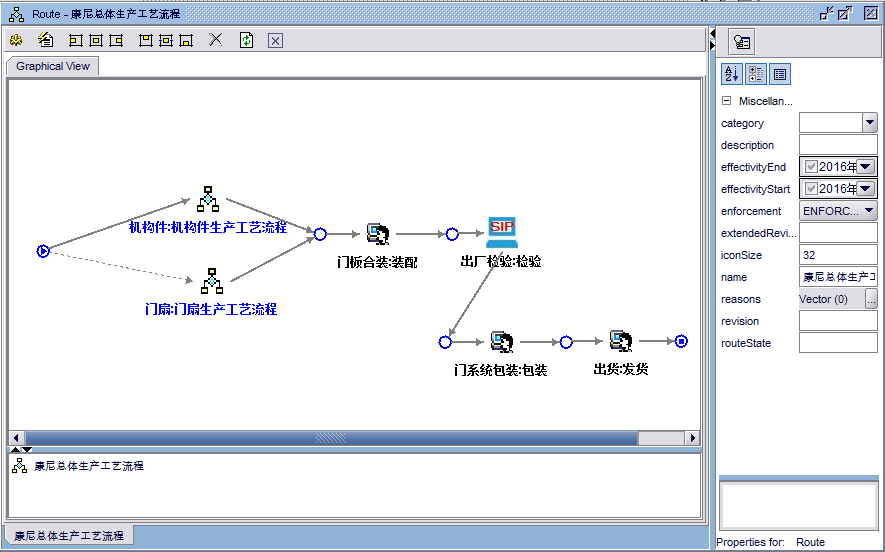 Route - 康尼总体生产工艺流程
Graphical View
机构件:机构件生产工艺流程
门扇:门扇生产工艺流程
门板合装:装配
SIP
出厂检验:检验
门系统包装:包装
出货:发货
康尼总体生产工艺流程
康尼总体生产工艺流程
Miscellan...
category
description
effectivityEnd 2016年
effectivityStart 2016年
enforcement ENFORC...
extendedRevi...
iconSize 32
name 康尼总体生产工
reasons Vector (0) ...
revision
routeState
Properties for: Route